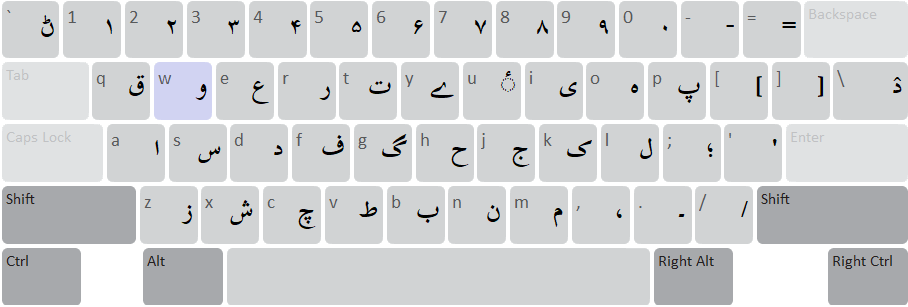 ` ڻ 1 ۱ 2 ۲ 3 ۳ 4 ۴ 5 ۵ 6 ۶ 7 ۷ 8 ۸ 9 ۹ 0 ۰ - - = = Backspace
Tab q ق w و e ع r ر t ت y ے u ◌ٔ i ی o ہ p پ [ ] ] [ \
Caps Lock a ا s س d د f ف g گ h ح j ج k ک l ل ; ؛ ' ' Enter
Shift z ز x ش c چ v ط b ب n ن m م , ، . ۔ / / Shift
Ctrl Alt Right Alt Right Ctrl